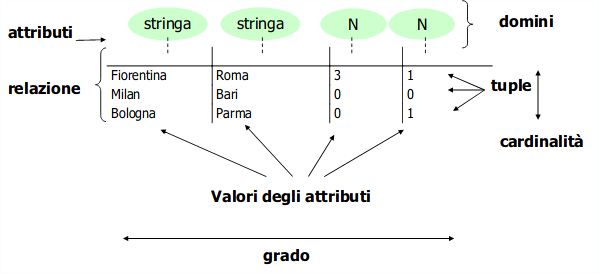 stringa stringa N N domini
attributi
relazione
Fiorentina Roma 3 1
Milan Bari 0 0
Bologna Parma 0 1
tuple
cardinalità
Valori degli attributi
grado